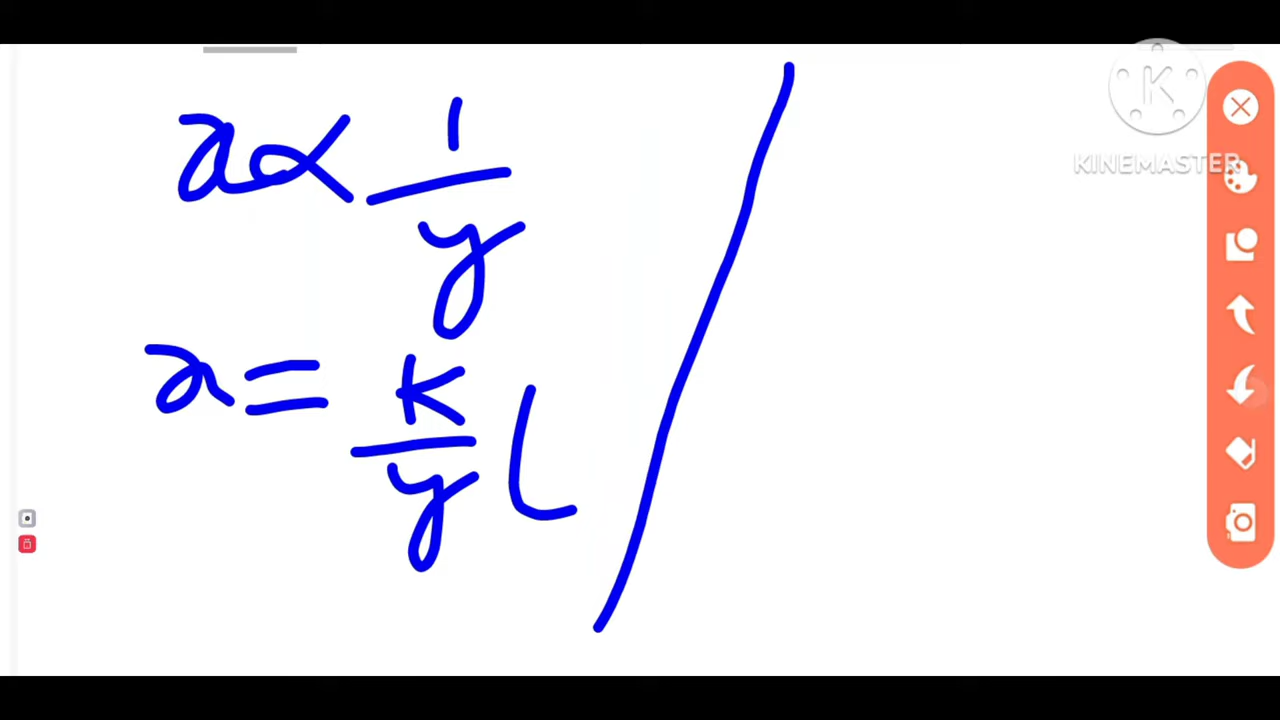 a ∝ 1/y
K
KINEMASTER
x = K/y (